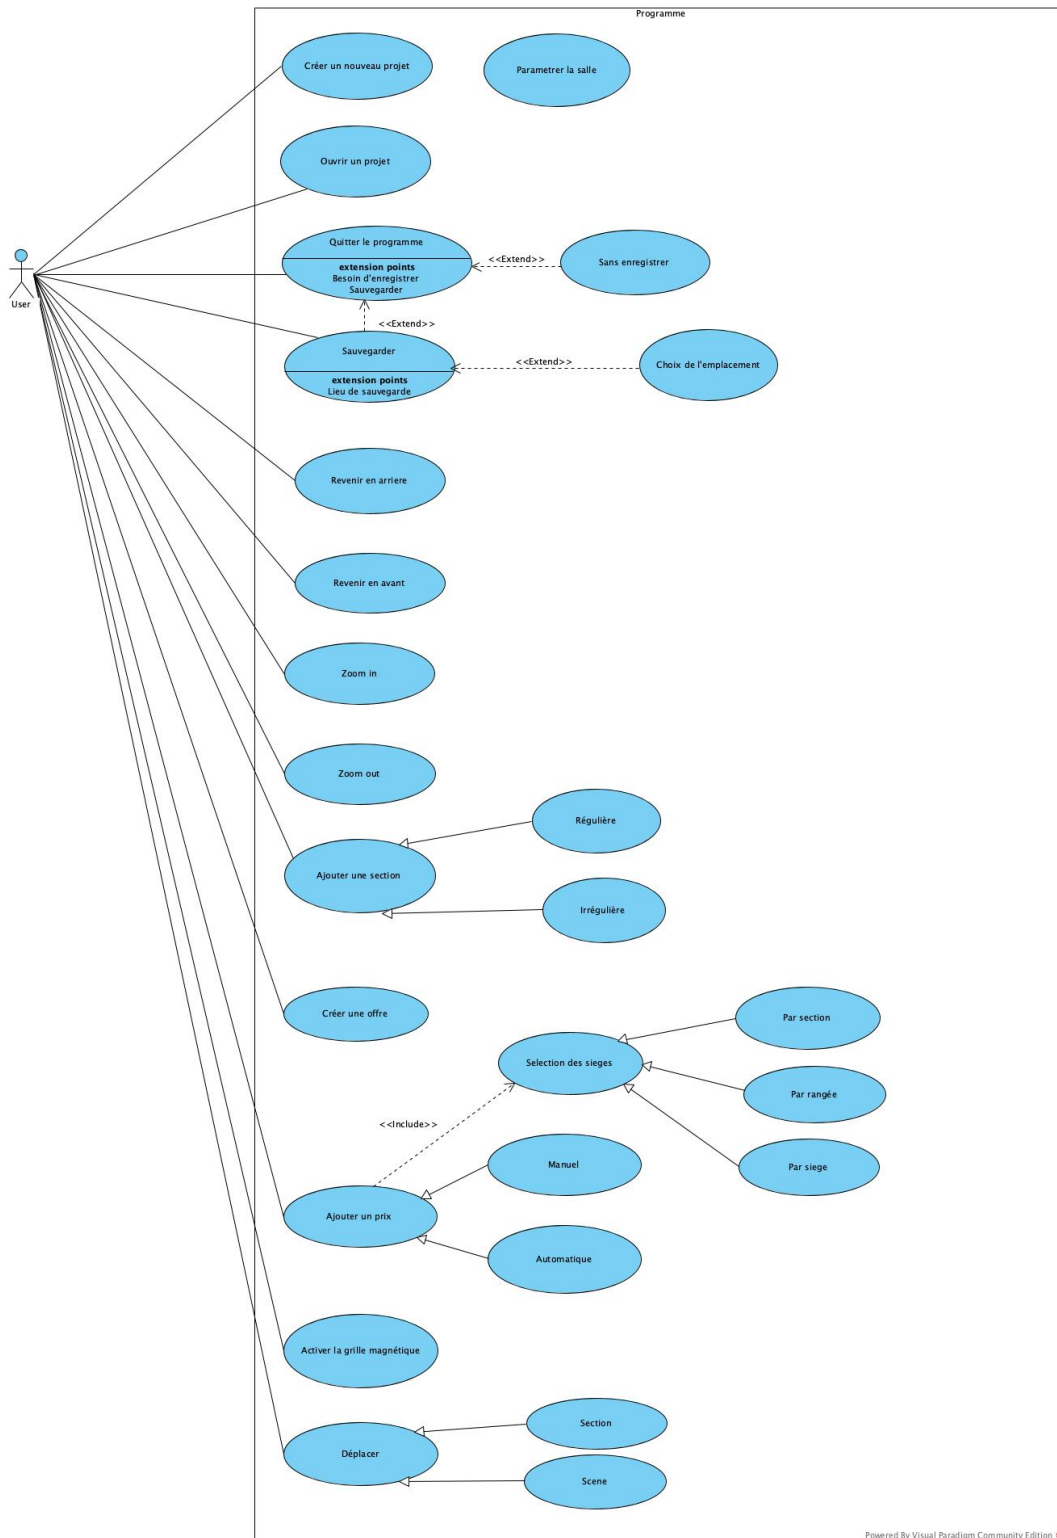 Programme
Créer un nouveau projet
Parametrer la salle
Ouvrir un projet
User
Quitter le programme
extension points
Besoin d'enregistrer
Sauvegarder
<<Extend>>
Sans enregistrer
<<Extend>>
Sauvegarder
extension points
Lieu de sauvegarde
<<Extend>>
Choix de l'emplacement
Revenir en arriere
Revenir en avant
Zoom in
Zoom out
Régulière
Ajouter une section
Irrégulière
Créer une offre
Par section
Selection des sieges
Par rangée
<<Include>>
Manuel
Par siege
Ajouter un prix
Automatique
Activer la grille magnétique
Section
Déplacer
Scene
Powered By Visual Paradigm Community Edition